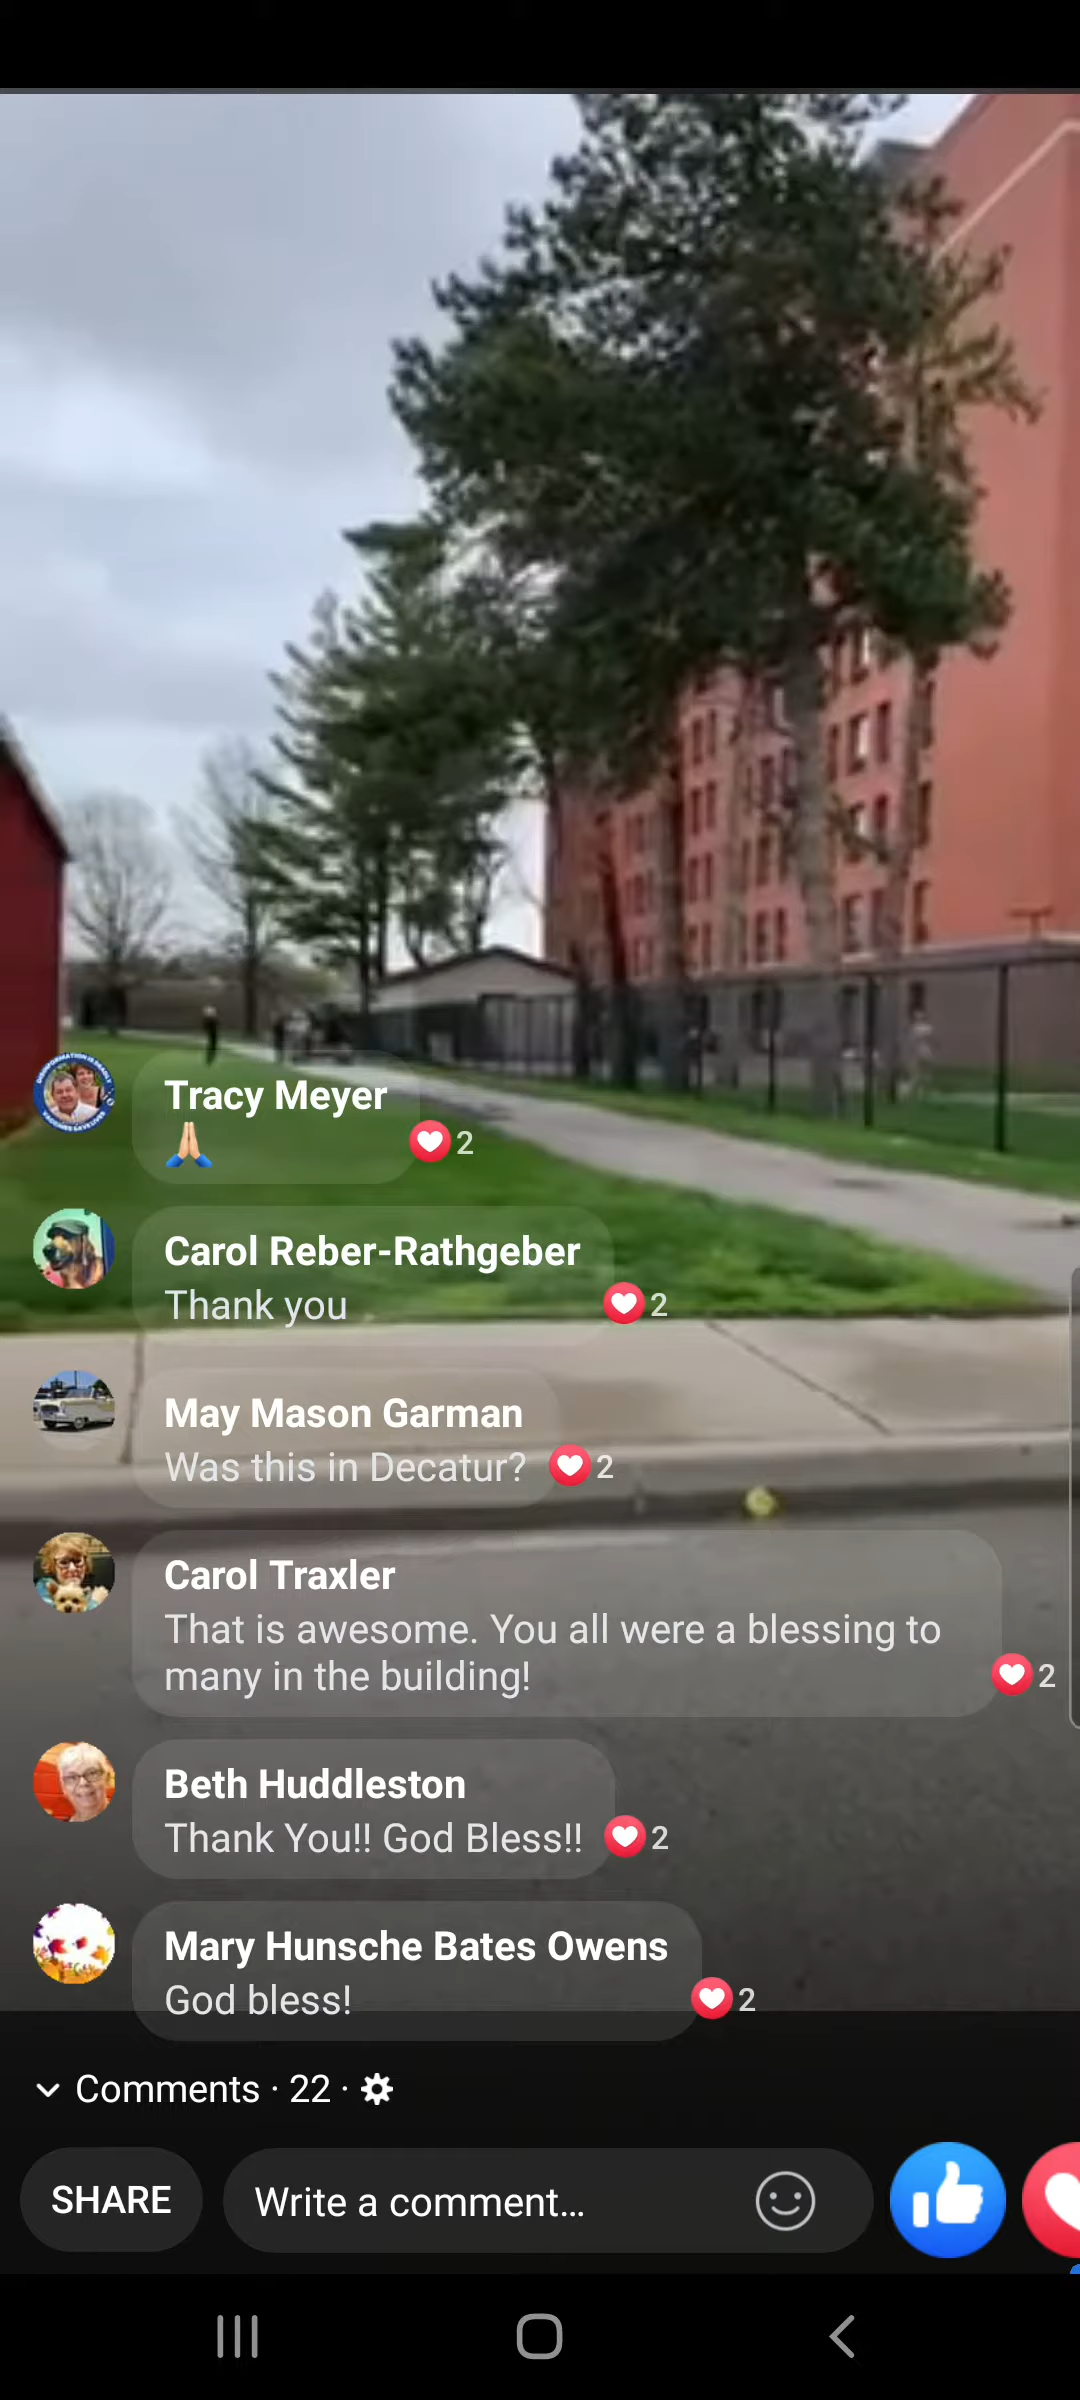 Tracy Meyer
🙏🏼
2
Carol Reber-Rathgeber
Thank you
2
May Mason Garman
Was this in Decatur?
2
Carol Traxler
That is awesome. You all were a blessing to
many in the building!
2
Beth Huddleston
Thank You!! God Bless!!
2
Mary Hunsche Bates Owens
God bless!
2
Comments · 22 ·
SHARE
Write a comment...